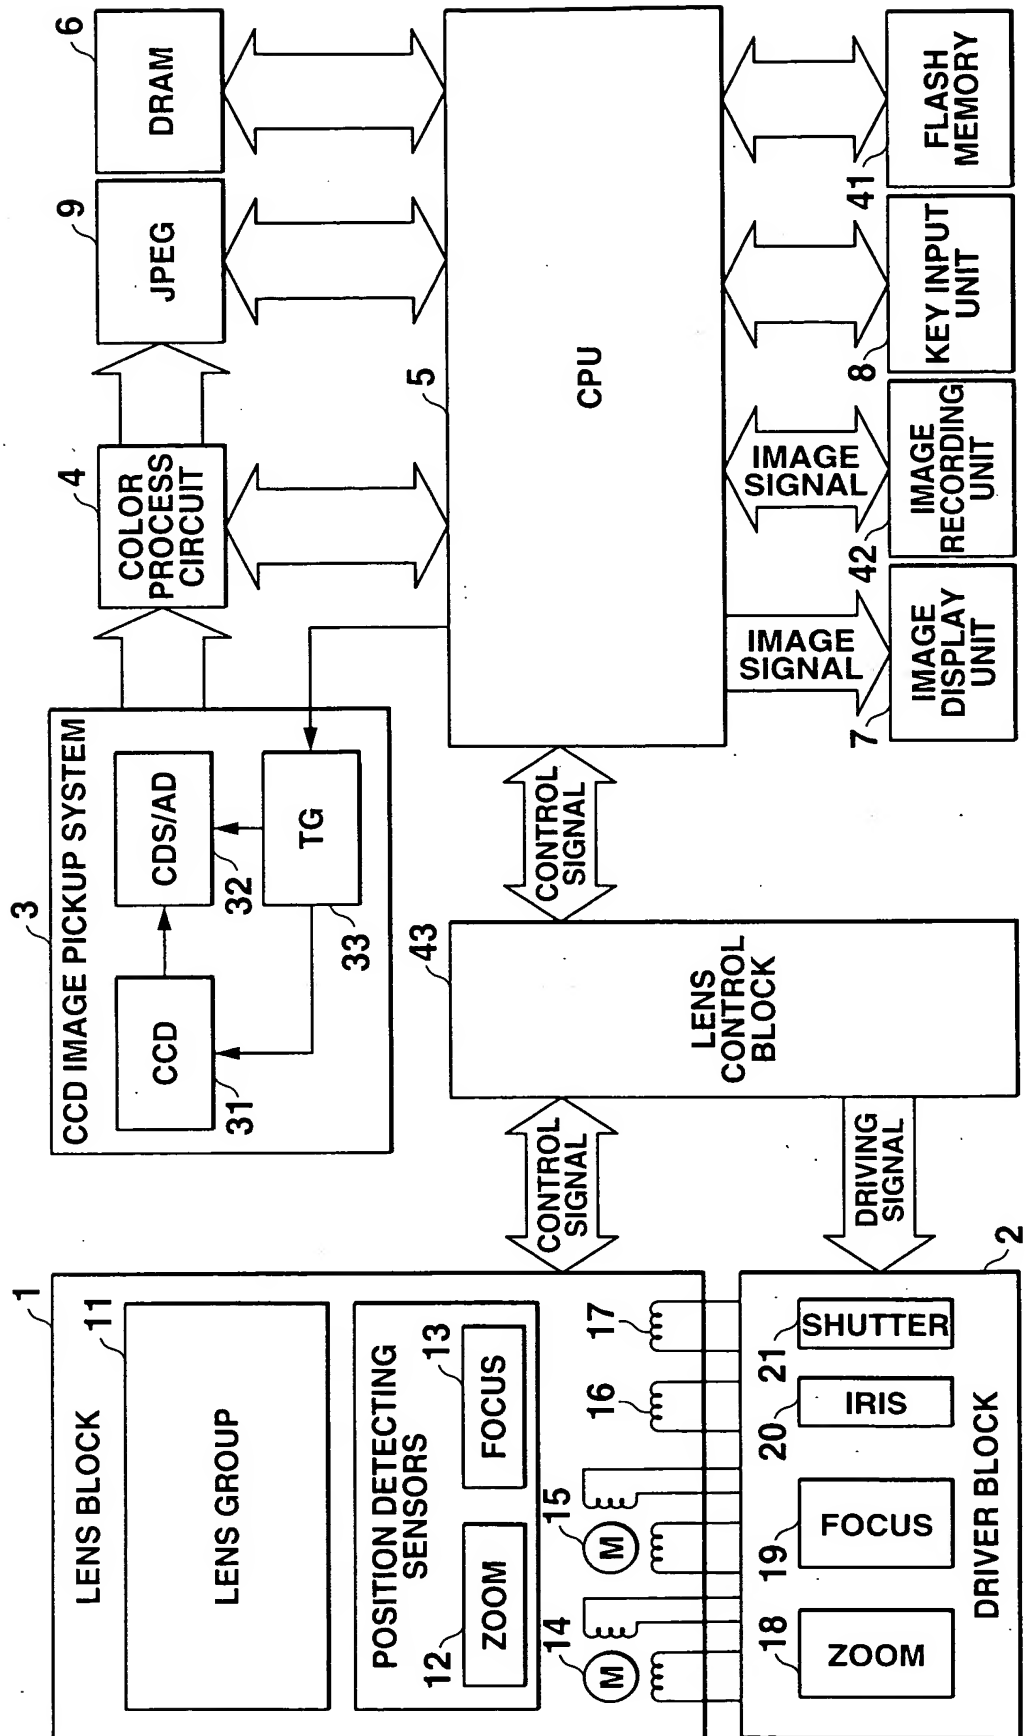 1
LENS BLOCK
11
LENS GROUP
POSITION DETECTING
SENSORS
12
ZOOM
13
FOCUS
14
M
15
M
16
17
18
ZOOM
19
FOCUS
20
IRIS
21
SHUTTER
DRIVER BLOCK
2
3
CCD IMAGE PICKUP SYSTEM
CCD
31
CDS/AD
32
TG
33
CONTROL
SIGNAL
DRIVING
SIGNAL
43
LENS
CONTROL
BLOCK
CONTROL
SIGNAL
4
COLOR
PROCESS
CIRCUIT
9
JPEG
6
DRAM
5
CPU
IMAGE
SIGNAL
IMAGE
SIGNAL
7
IMAGE
DISPLAY
UNIT
42
IMAGE
RECORDING
UNIT
8
KEY INPUT
UNIT
41
FLASH
MEMORY